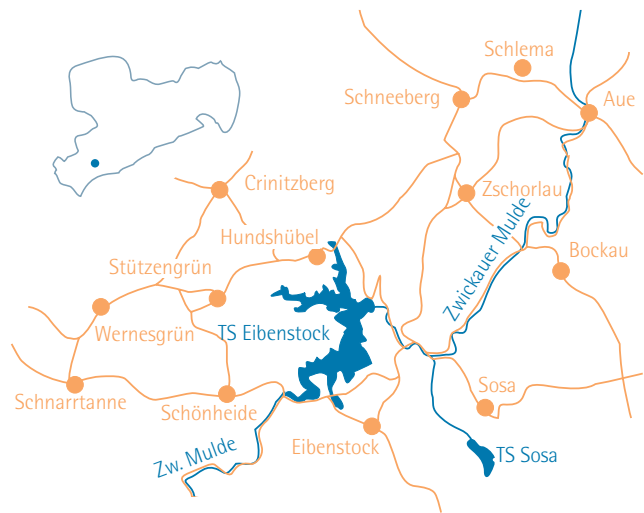 Schlema
Schneeberg
Aue
Crinitzberg
Zschorlau
Zwickauer Mulde
Hundshübel
Bockau
Stützengrün
TS Eibenstock
Wernesgrün
Schnarrtanne
Schönheide
Sosa
Eibenstock
Zw. Mulde
TS Sosa